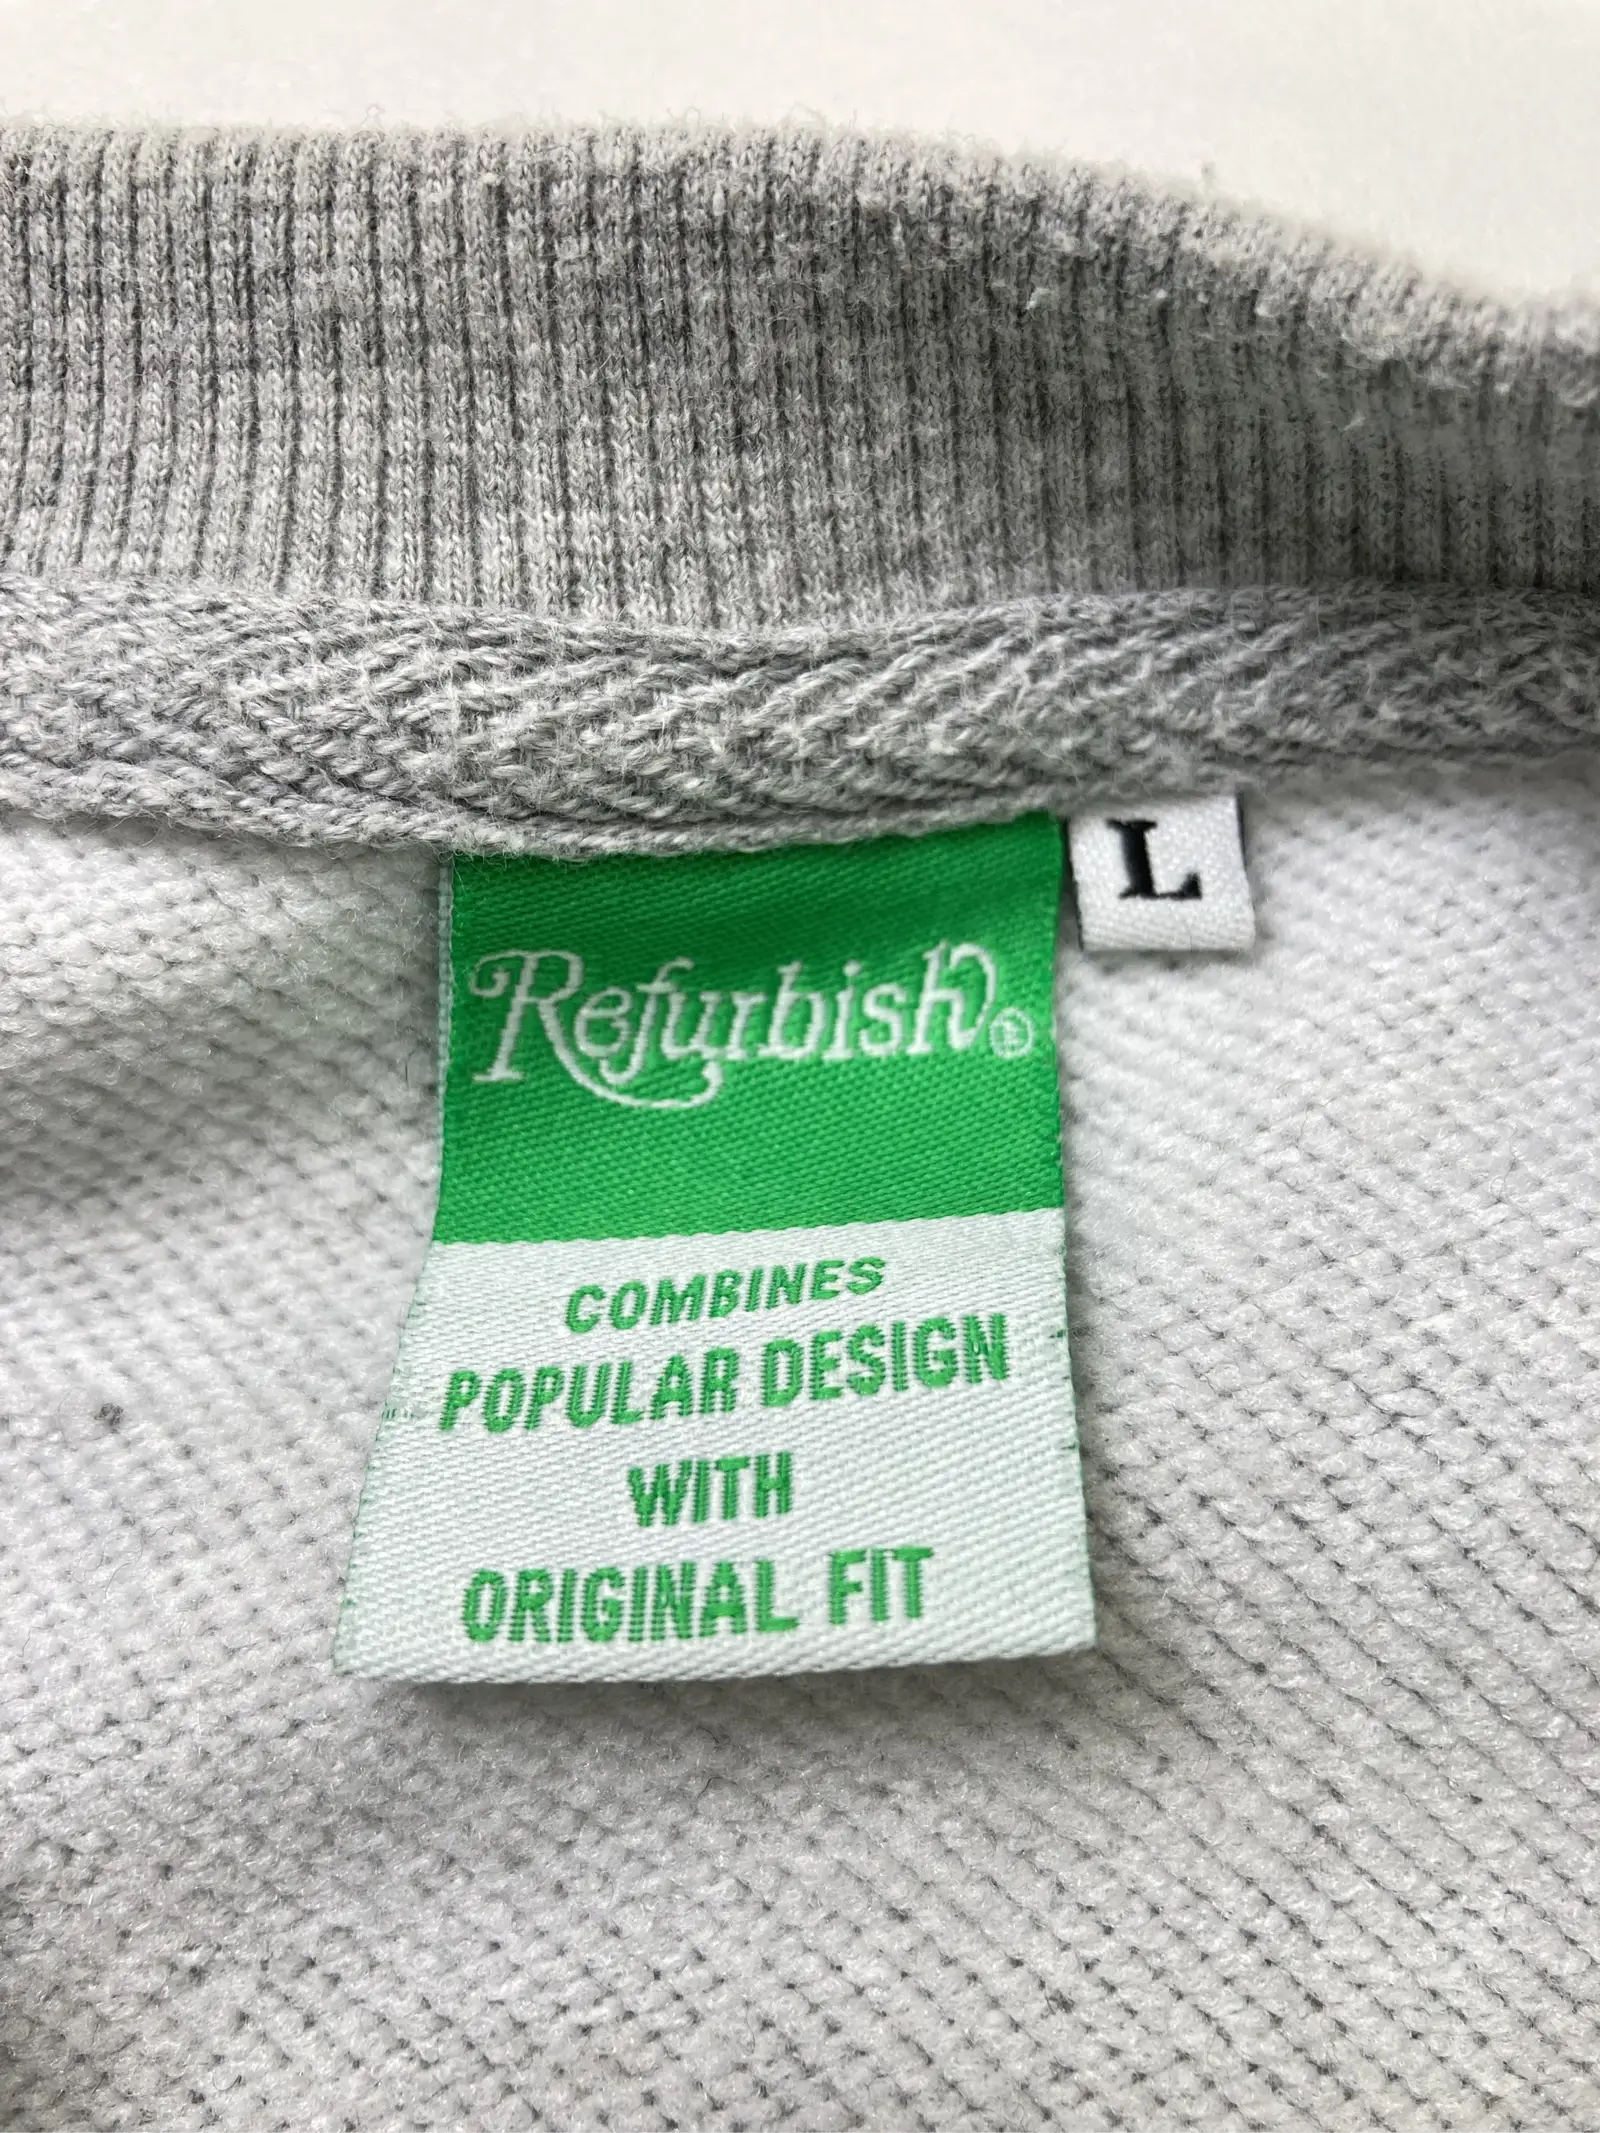 L
Refurbish®
COMBINES
POPULAR DESIGN
WITH
ORIGINAL FIT